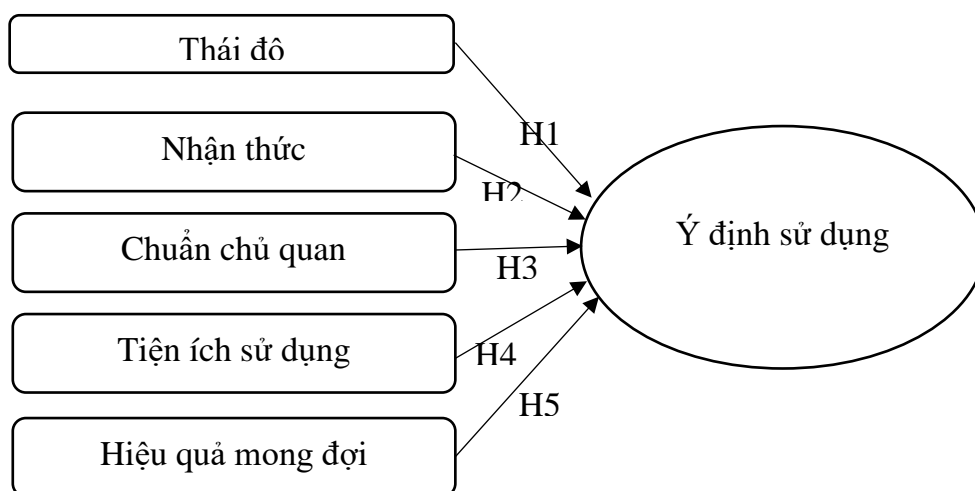 Thái độ
H1
Nhận thức
H2
Chuẩn chủ quan
H3
Ý định sử dụng
Tiện ích sử dụng
H4
Hiệu quả mong đợi
H5